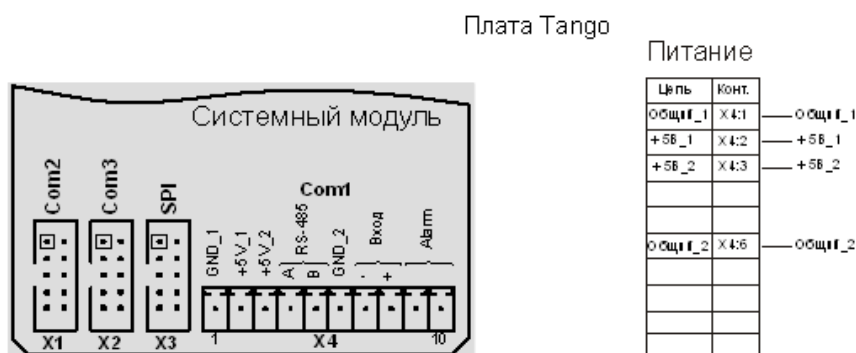 Плата Tango
Питание
Системный модуль
Com2
Com3
SPI
Com1
GND_1
+5V_1
+5V_2
A
RS-485
B
GND_2
Вход
-
+
Alarm
X1
X2
X3
1
X4
10
Цепь Конт.
Общий_1 X4:1 Общий_1
+5В_1 X4:2 +5В_1
+5В_2 X4:3 +5В_2
Общий_2 X4:6 Общий_2